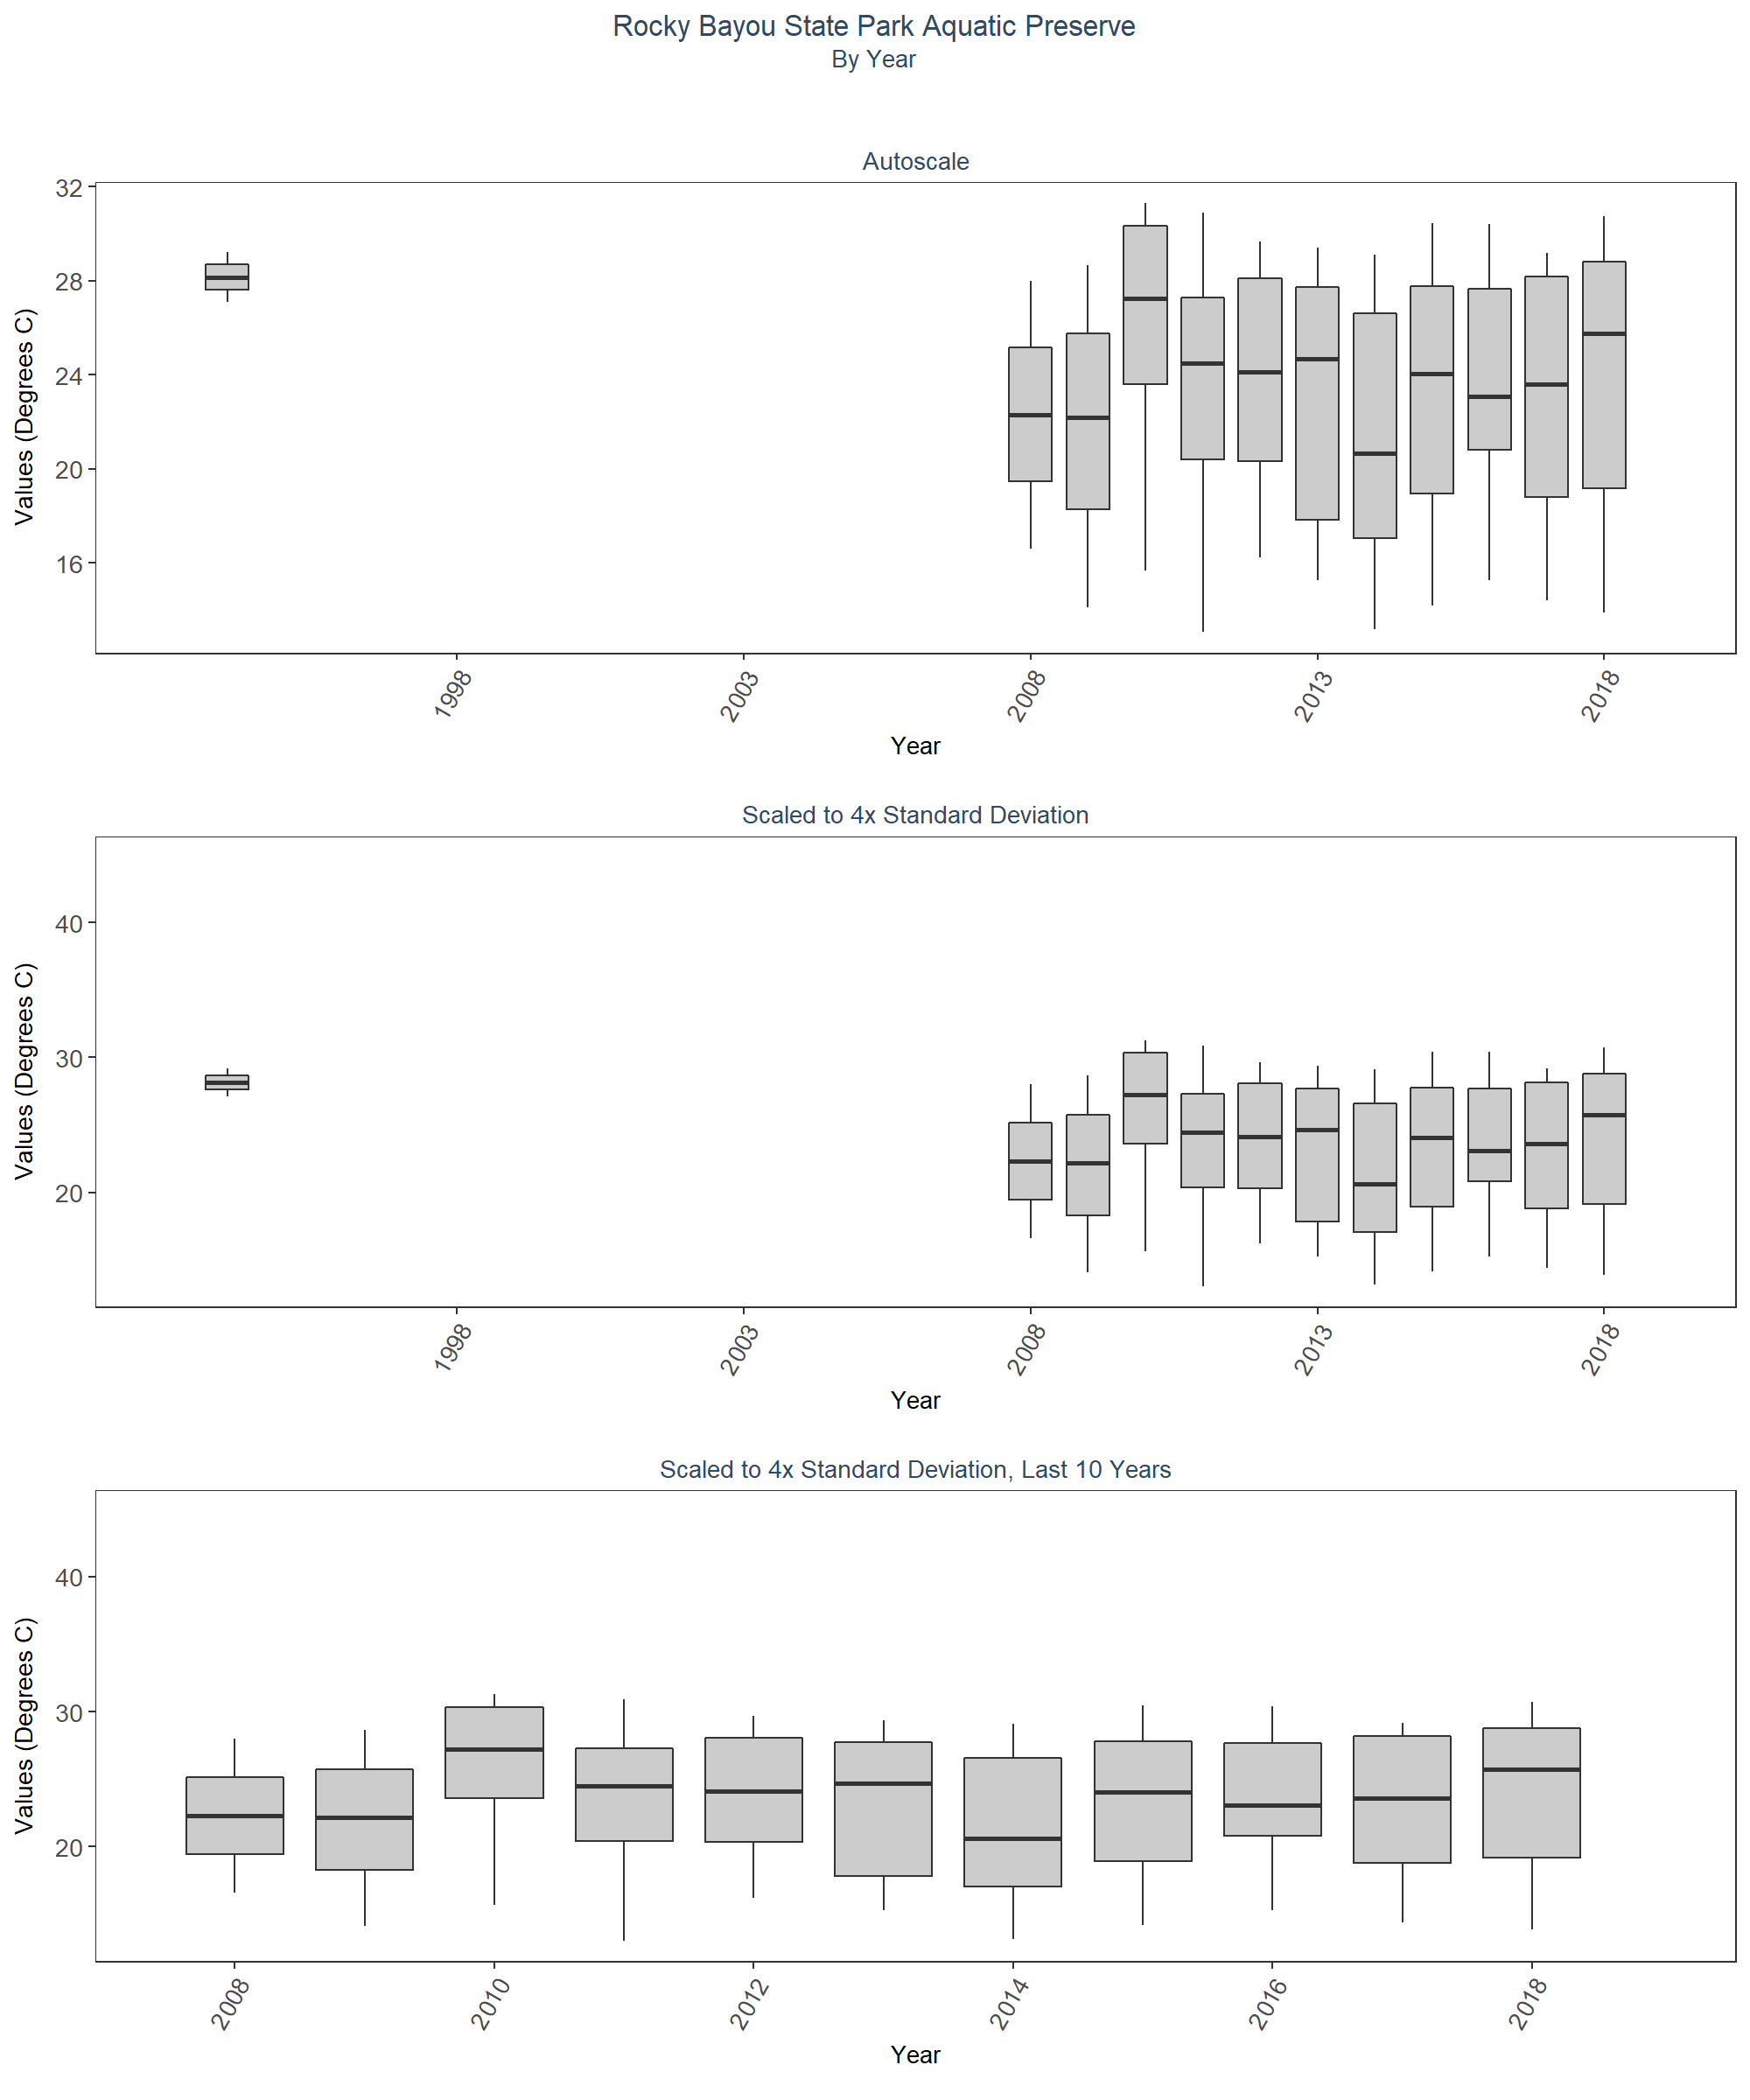 Rocky Bayou State Park Aquatic Preserve
By Year
Autoscale
Values (Degrees C)
32
28
24
20
16
1998
2003
2008
2013
2018
Year
Scaled to 4x Standard Deviation
Values (Degrees C)
40
30
20
1998
2003
2008
2013
2018
Year
Scaled to 4x Standard Deviation, Last 10 Years
Values (Degrees C)
40
30
20
2008
2010
2012
2014
2016
2018
Year